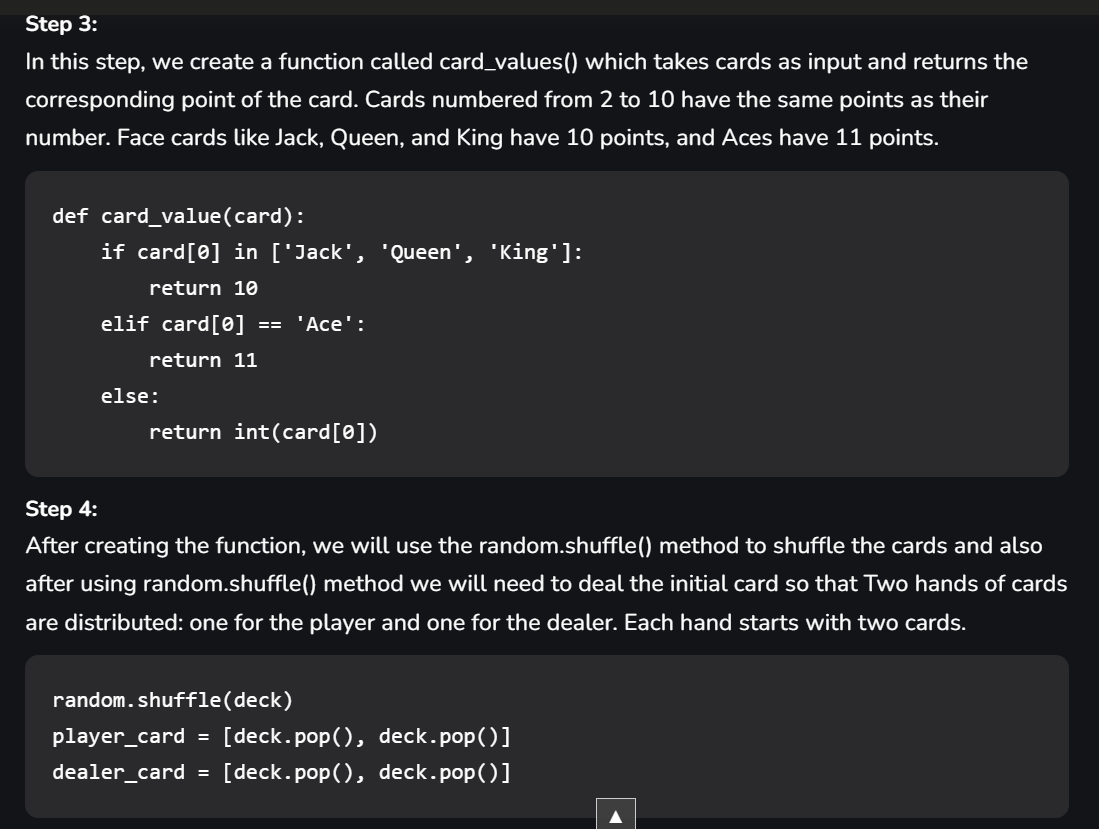 Step 3:
In this step, we create a function called card_values() which takes cards as input and returns the
corresponding point of the card. Cards numbered from 2 to 10 have the same points as their
number. Face cards like Jack, Queen, and King have 10 points, and Aces have 11 points.
def card_value(card):
    if card[0] in ['Jack', 'Queen', 'King']:
        return 10
    elif card[0] == 'Ace':
        return 11
    else:
        return int(card[0])
Step 4:
After creating the function, we will use the random.shuffle() method to shuffle the cards and also
after using random.shuffle() method we will need to deal the initial card so that Two hands of cards
are distributed: one for the player and one for the dealer. Each hand starts with two cards.
random.shuffle(deck)
player_card = [deck.pop(), deck.pop()]
dealer_card = [deck.pop(), deck.pop()]